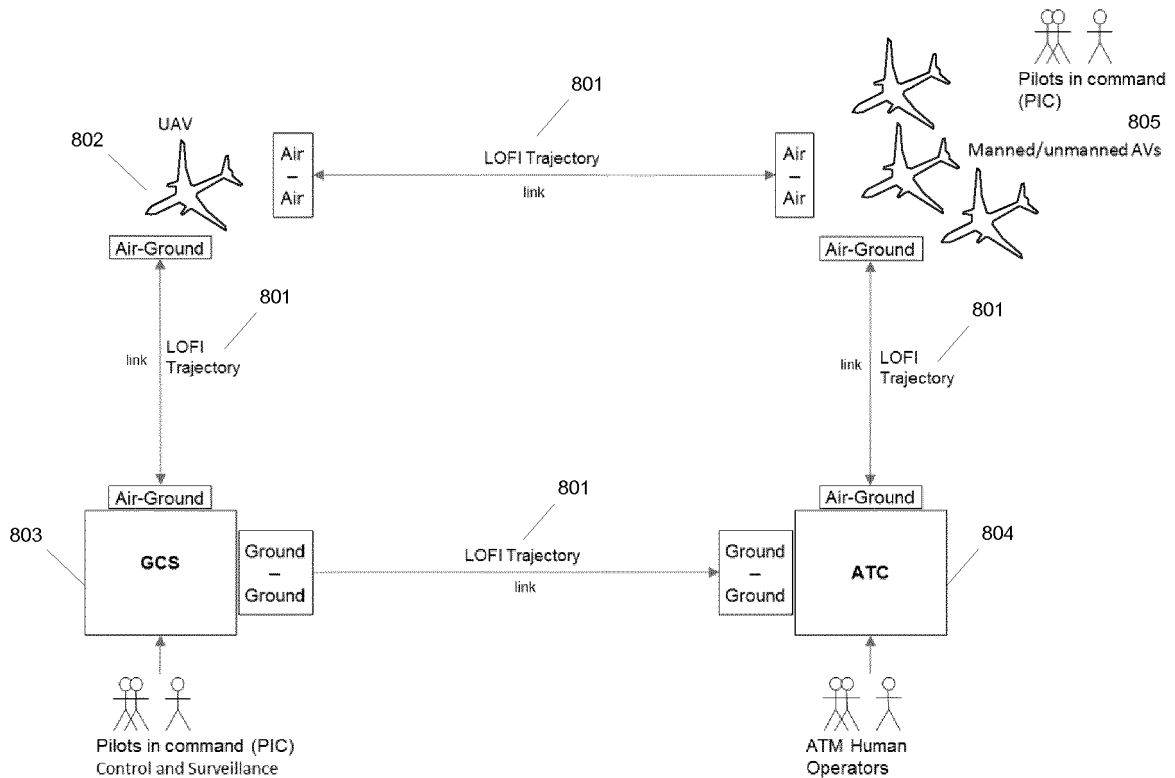 Pilots in command
(PIC)
805
Manned/unmanned AVs
801
UAV
802
Air
–
Air
LOFI Trajectory
link
Air
–
Air
Air-Ground
Air-Ground
801
link
LOFI
Trajectory
801
link
LOFI
Trajectory
Air-Ground
Air-Ground
803
GCS
Ground
–
Ground
801
LOFI Trajectory
link
Ground
–
Ground
ATC
804
Pilots in command (PIC)
Control and Surveillance
ATM Human
Operators